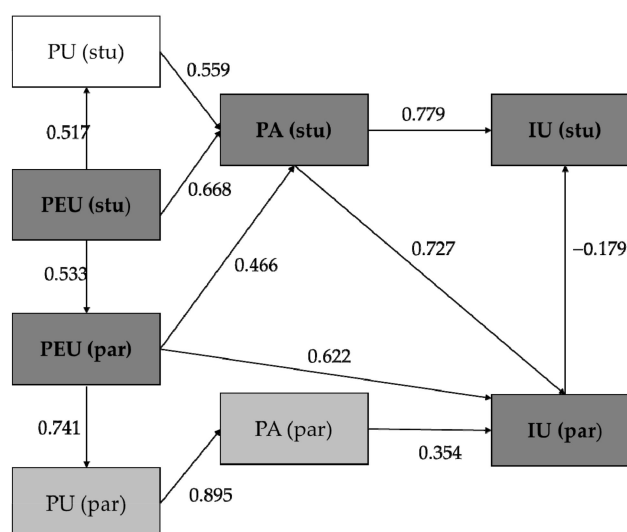 PU (stu)
0.559
PA (stu)
0.779
IU (stu)
0.517
0.668
PEU (stu)
0.727
−0.179
0.466
0.533
PEU (par)
0.622
PA (par)
IU (par)
0.741
0.354
0.895
PU (par)